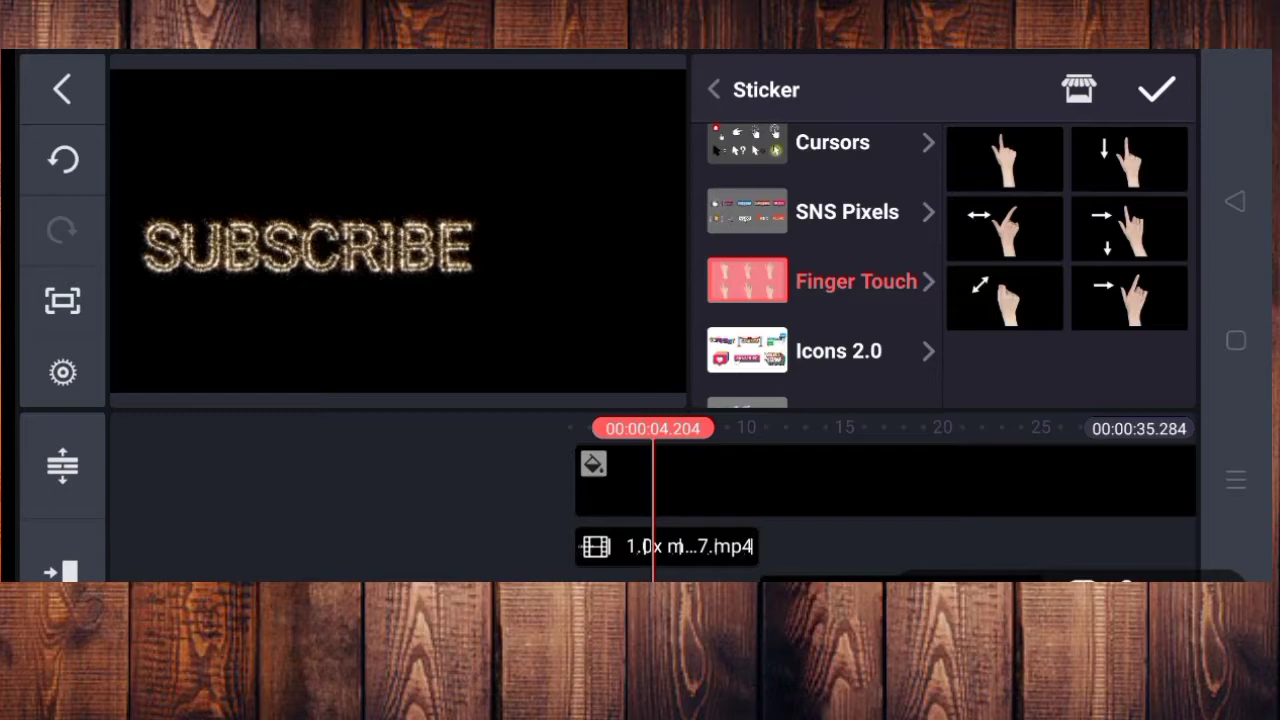 Sticker
Cursors
SNS Pixels
Finger Touch
Icons 2.0
SUBSCRIBE
00:00:04.204
10
15
20
25
00:00:35.284
1.0x m...7.mp4